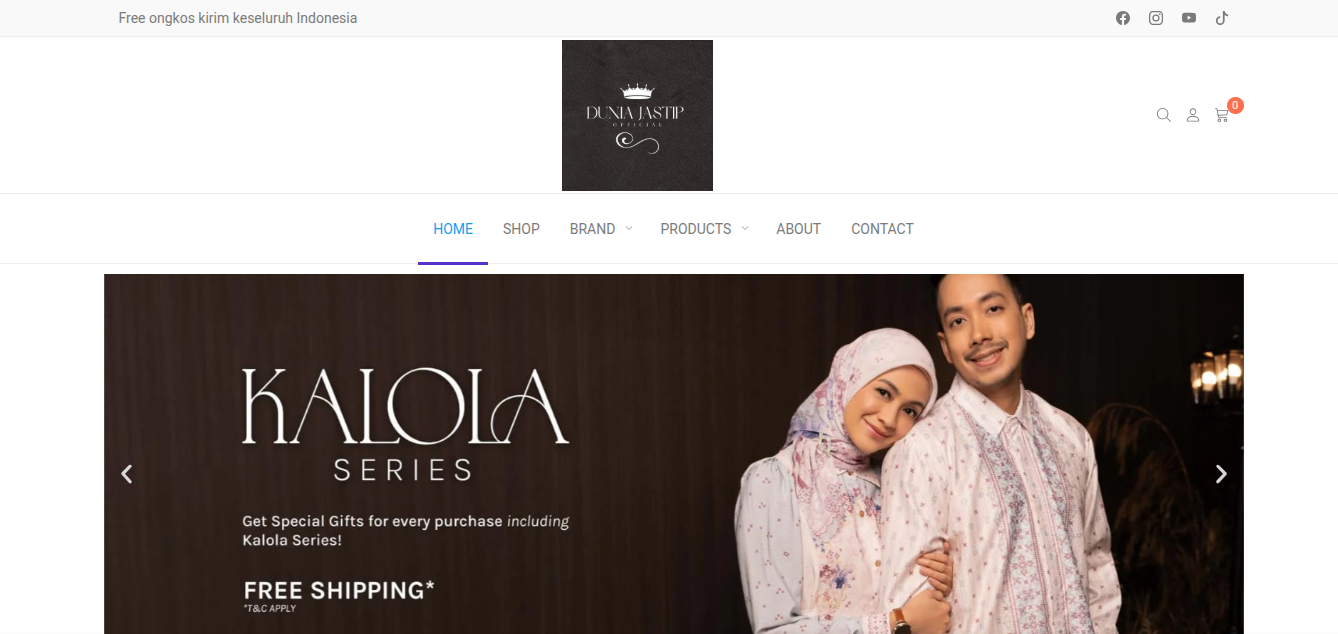 Free ongkos kirim keseluruh Indonesia
DUNIA JASTIP
OFFICIAL
0
HOME SHOP BRAND PRODUCTS ABOUT CONTACT
KALOLA
SERIES
Get Special Gifts for every purchase including
Kalola Series!
FREE SHIPPING*
*T&C APPLY